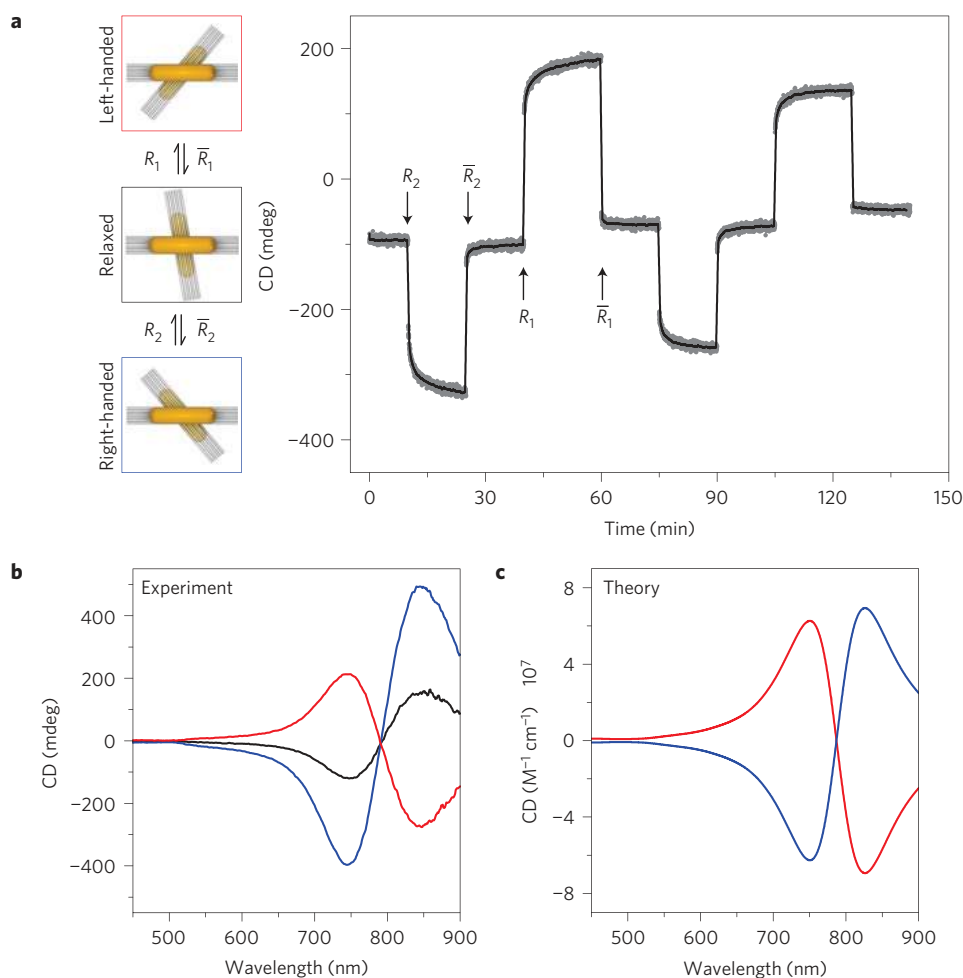 a
Left-handed
R1 R̅1
Relaxed
R2 R̅2
Right-handed
CD (mdeg)
200
0
−200
−400
R2 R̅2
R1 R̅1
0 30 60 90 120 150
Time (min)
b
Experiment
CD (mdeg)
400
200
0
−200
−400
500 600 700 800 900
Wavelength (nm)
c
Theory
CD (M−1 cm−1) 10^7
8
4
0
−4
−8
500 600 700 800 900
Wavelength (nm)